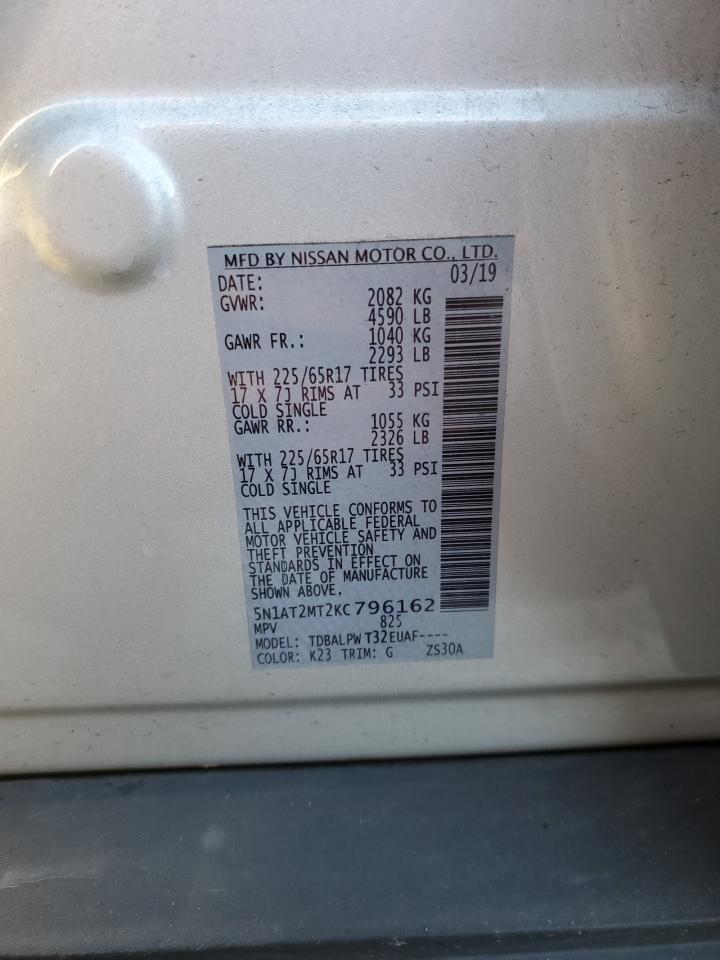 MFD BY NISSAN MOTOR CO., LTD.
DATE: 03/19
GVWR: 2082 KG
4590 LB
GAWR FR.: 1040 KG
2293 LB
WITH 225/65R17 TIRES
17 X 7J RIMS AT 33 PSI
COLD SINGLE
GAWR RR.: 1055 KG
2326 LB
WITH 225/65R17 TIRES
17 X 7J RIMS AT 33 PSI
COLD SINGLE
THIS VEHICLE CONFORMS TO
ALL APPLICABLE FEDERAL
MOTOR VEHICLE SAFETY AND
THEFT PREVENTION
STANDARDS IN EFFECT ON
THE DATE OF MANUFACTURE
SHOWN ABOVE.
5N1AT2MT2KC796162
MPV 825
MODEL: TDBALPW T32EUAF----
COLOR: K23 TRIM: G ZS30A